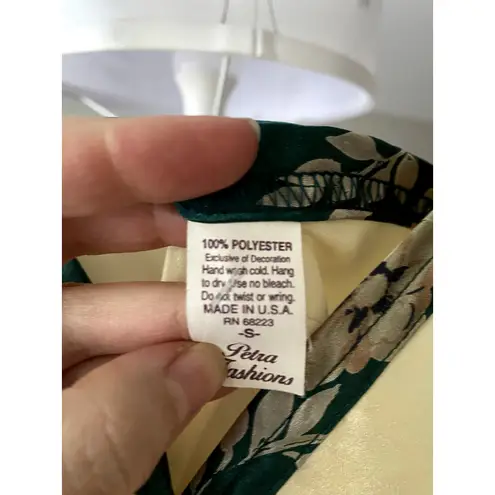 100% POLYESTER
Exclusive of Decoration
Hand wash cold. Hang
to dry. Use no bleach.
Do not twist or wring.
MADE IN U.S.A.
RN 68223
-S-
Petra
Fashions